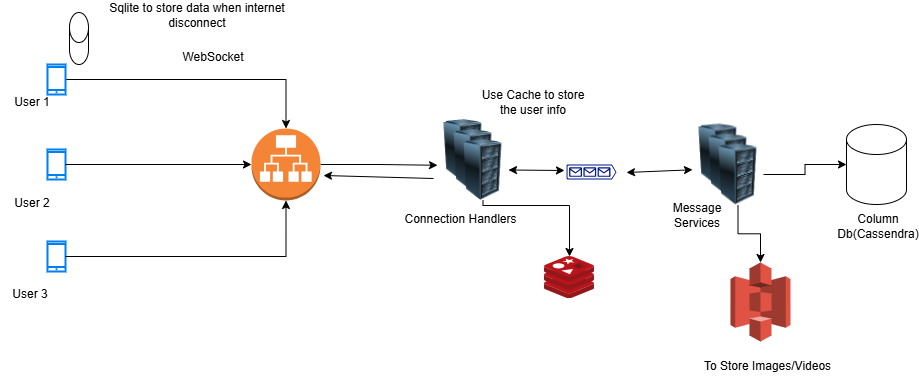 Sqlite to store data when internet
disconnect
WebSocket
User 1
User 2
User 3
Use Cache to store
the user info
Connection Handlers
Message
Services
Column
Db(Cassendra)
To Store Images/Videos